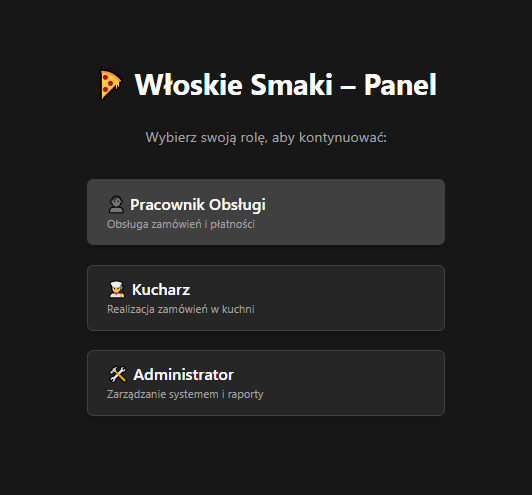 Włoskie Smaki – Panel
Wybierz swoją rolę, aby kontynuować:
Pracownik Obsługi
Obsługa zamówień i płatności
Kucharz
Realizacja zamówień w kuchni
Administrator
Zarządzanie systemem i raporty